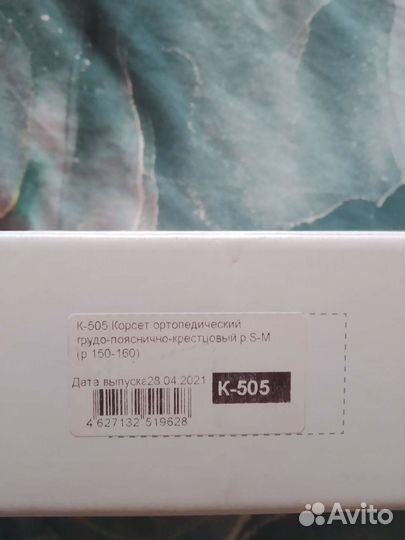 К-505 Корсет ортопедический
грудо-пояснично-крестцовый р.S-M
(р 150-160)
Дата выпуска28.04.2021
К-505
4 627132 519628
Avito